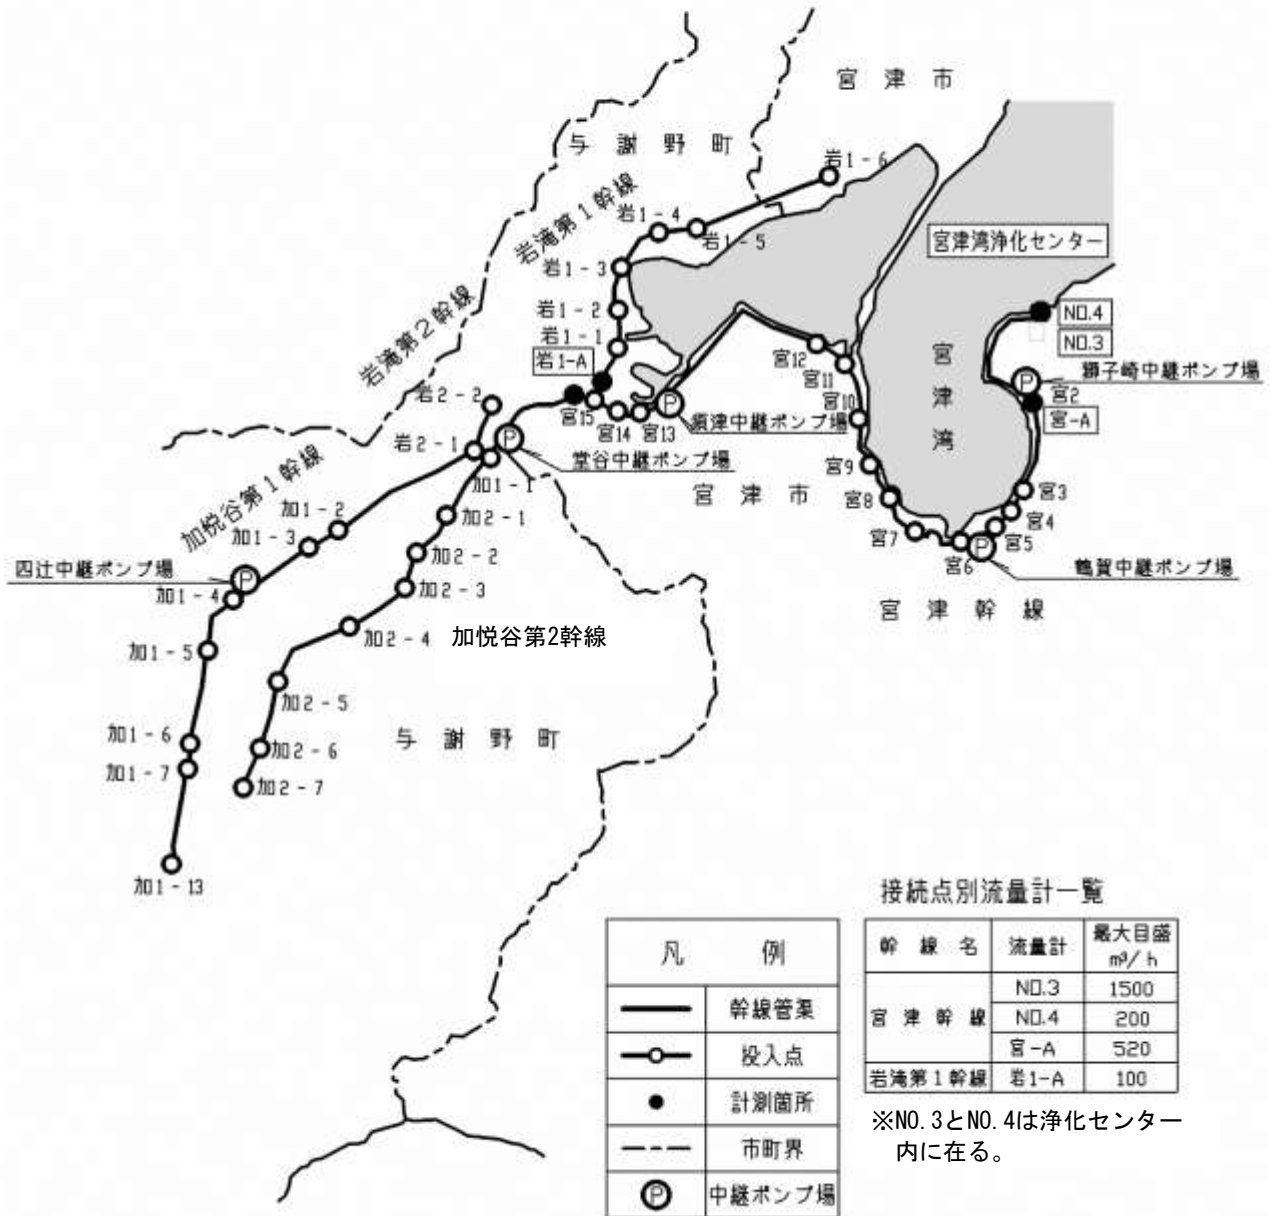 宮津市
与謝野町
岩1-6
岩滝第1幹線
岩1-4
岩1-5
宮津湾浄化センター
岩1-3
岩滝第2幹線
岩1-2
NO.4
岩1-1
NO.3
宮津湾
宮12
岩1-A
獅子崎中継ポンプ場
宮11
宮2
岩2-2
宮15
宮10
宮-A
宮14
宮13
須津中継ポンプ場
岩2-1
堂谷中継ポンプ場
宮9
加悦谷第1幹線
加1-1
宮津市
宮8
宮3
加1-2
加2-1
宮4
加1-3
宮7
宮5
加2-2
宮6
四辻中継ポンプ場
鶴賀中継ポンプ場
加1-4
加2-3
宮津幹線
加2-4
加悦谷第2幹線
加1-5
加2-5
加1-6
与謝野町
加2-6
加1-7
加2-7
加1-13
接続点別流量計一覧
幹線名 流量計 最大目盛 m³/h
宮津幹線 NO.3 1500
NO.4 200
宮-A 520
岩滝第1幹線 岩1-A 100
※NO.3とNO.4は浄化センター
内に在る。
凡例
幹線管渠
投入点
計測箇所
市町界
P 中継ポンプ場